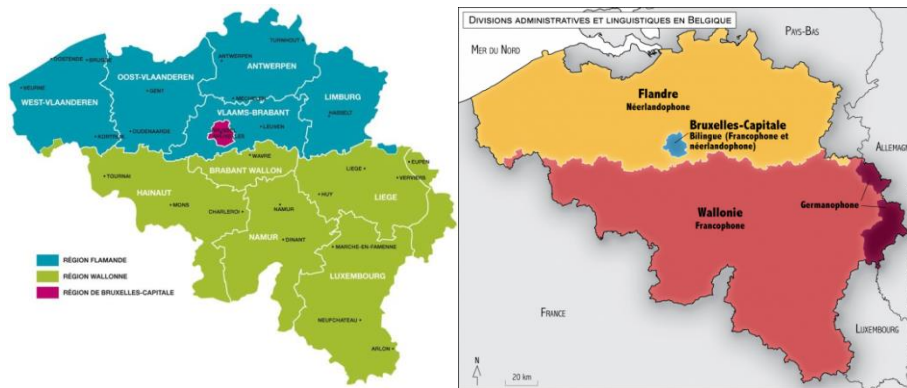 OOSTENDE
BRUGGE
VEURNE
WEST-VLAANDEREN
KORTRIJK
OOST-VLAANDEREN
GENT
OUDENAARDE
TURNHOUT
ANTWERPEN
ANTWERPEN
MECHELEN
LIMBURG
HASSELT
VLAAMS-BRABANT
LEUVEN
WAVRE
BRABANT WALLON
TOURNAI
HAINAUT
MONS
CHARLEROI
NAMUR
NAMUR
DINANT
HUY
LIEGE
LIEGE
EUPEN
VERVIERS
MARCHE-EN-FAMENNE
LUXEMBOURG
NEUFCHATEAU
ARLON
RÉGION FLAMANDE
RÉGION WALLONNE
RÉGION DE BRUXELLES-CAPITALE
DIVISIONS ADMINISTRATIVES ET LINGUISTIQUES EN BELGIQUE
MER DU NORD
PAYS-BAS
Flandre
Néerlandophone
Bruxelles-Capitale
Bilingue (Francophone et
néerlandophone)
ALLEMAGNE
Germanophone
Wallonie
Francophone
FRANCE
LUXEMBOURG
N
20 km